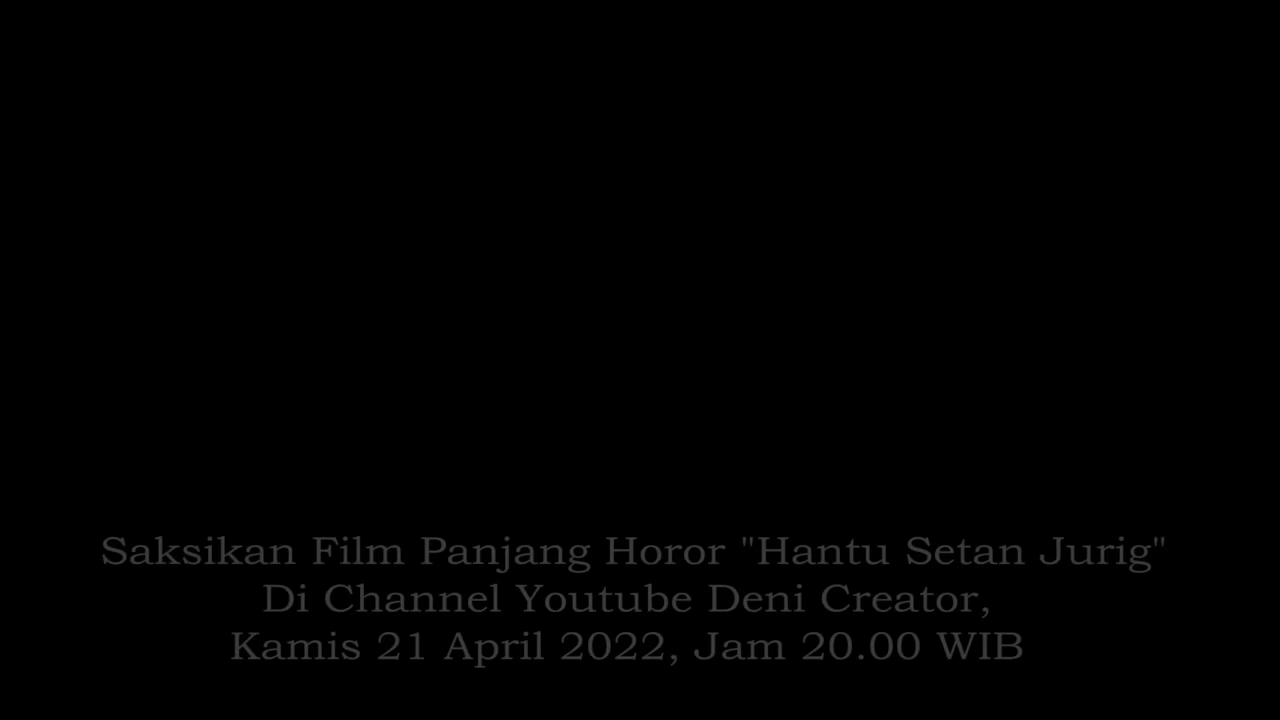 Saksikan Film Panjang Horor "Hantu Setan Jurig"
Di Channel Youtube Deni Creator,
Kamis 21 April 2022, Jam 20.00 WIB